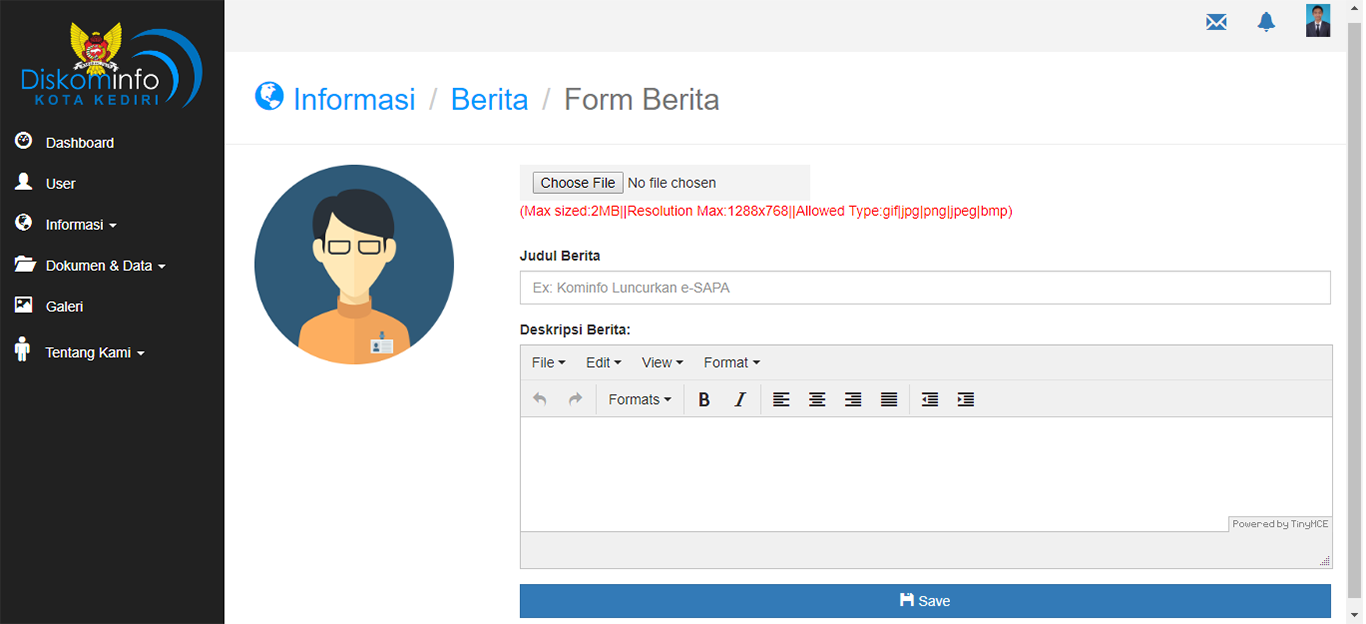 Diskominfo
KOTA KEDIRI
Dashboard
User
Informasi
Dokumen & Data
Galeri
Tentang Kami
Informasi / Berita / Form Berita
Choose File No file chosen
(Max sized:2MB||Resolution Max:1288x768||Allowed Type:gif|jpg|png|jpeg|bmp)
Judul Berita
Ex: Kominfo Luncurkan e-SAPA
Deskripsi Berita:
File Edit View Format
Formats B I
Powered by TinyMCE
Save